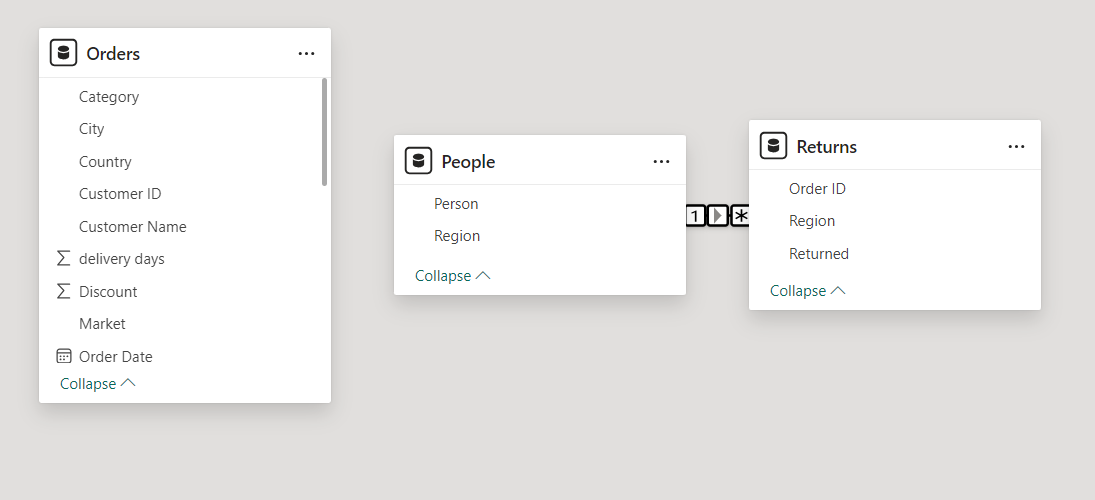 Orders
Category
City
Country
Customer ID
Customer Name
delivery days
Discount
Market
Order Date
Collapse
People
Person
Region
Collapse
1
*
Returns
Order ID
Region
Returned
Collapse